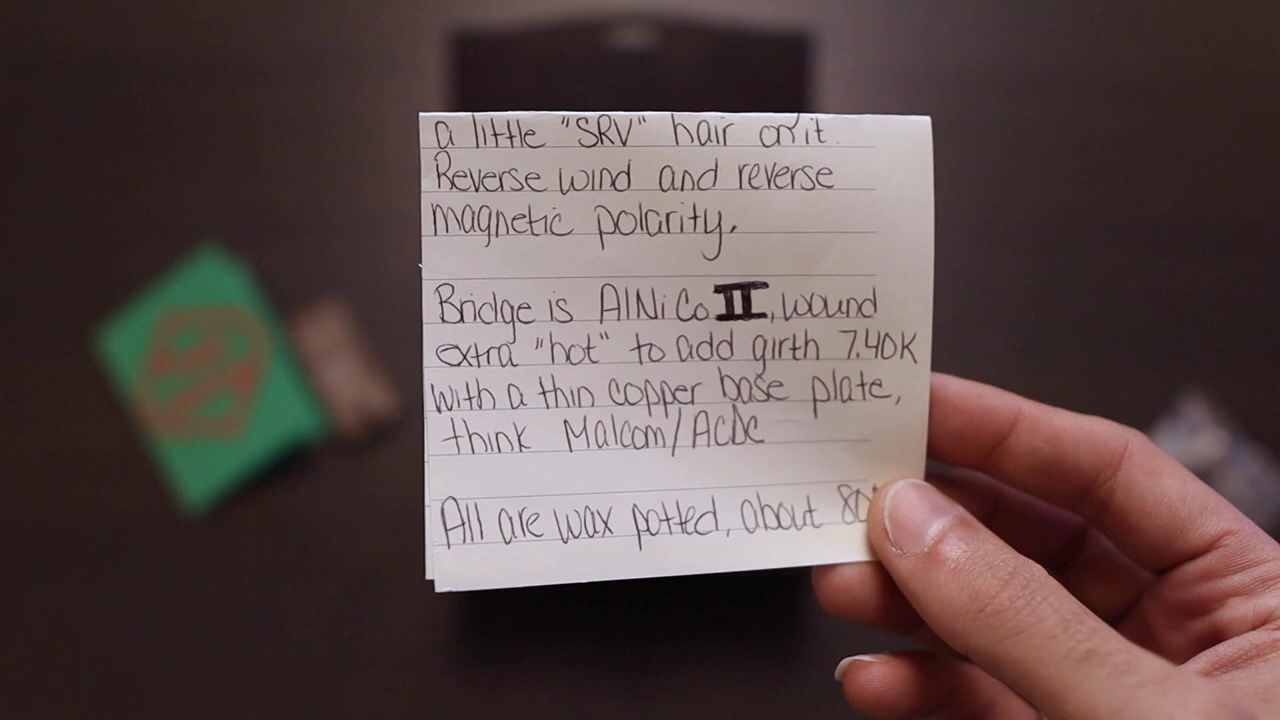 a little "SRV" hair on it.
Reverse wind and reverse
magnetic polarity.
Bridge is AlNiCo II, wound
extra "hot" to add girth 7.40K
with a thin copper base plate,
think Malcom/ACDC
All are wax potted, about